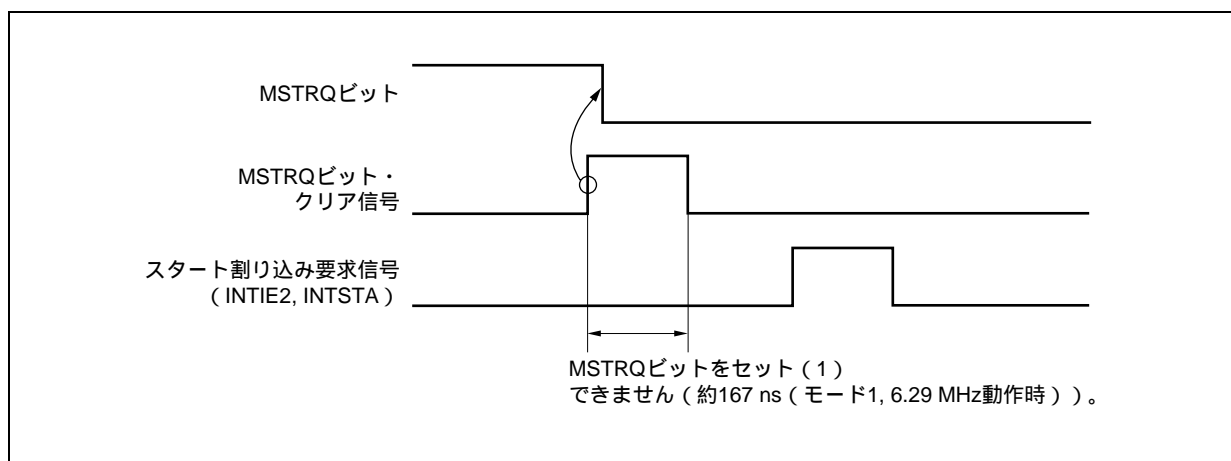 MSTRQビット
MSTRQビット・
クリア信号
スタート割り込み要求信号
（INTIE2, INTSTA）
MSTRQビットをセット（1）
できません（約167 ns（モード1, 6.29 MHz動作時））。